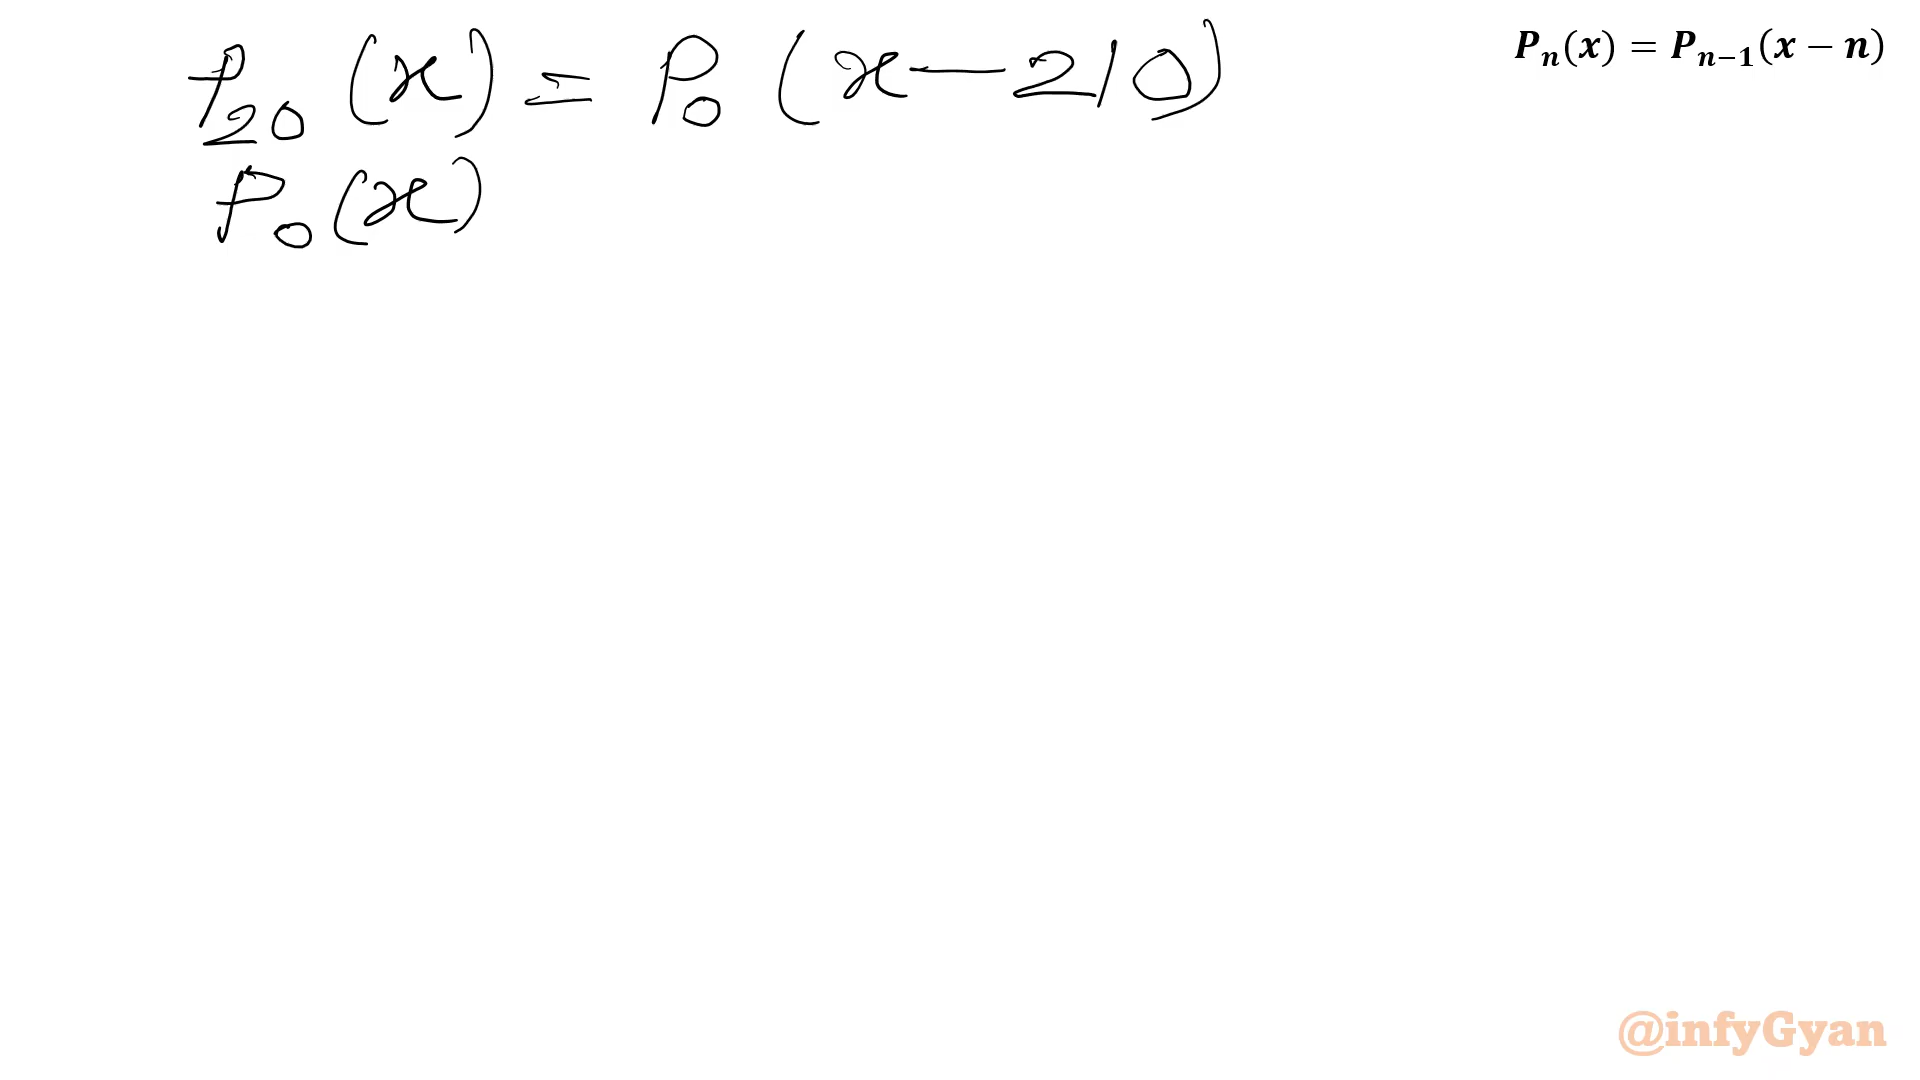 P₂₀(x) = P₀(x — 210)
Pₙ(x) = Pₙ₋₁(x − n)
P₀(x)
@infyGyan